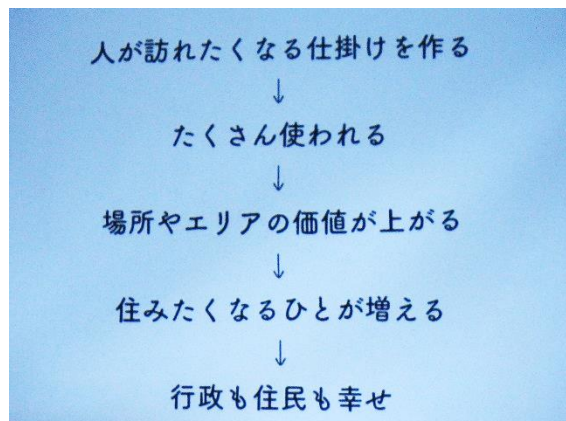 人が訪れたくなる仕掛けを作る
↓
たくさん使われる
↓
場所やエリアの価値が上がる
↓
住みたくなるひとが増える
↓
行政も住民も幸せ